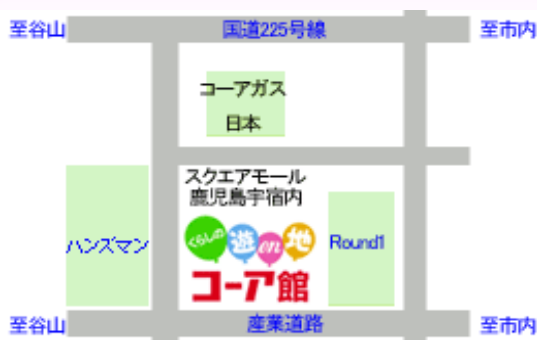 至谷山 国道225号線 至市内
コーアガス
日本
スクエアモール
鹿児島宇宿内
ハンズマン
くらしの遊en地
Round1
コーア館
至谷山 産業道路 至市内